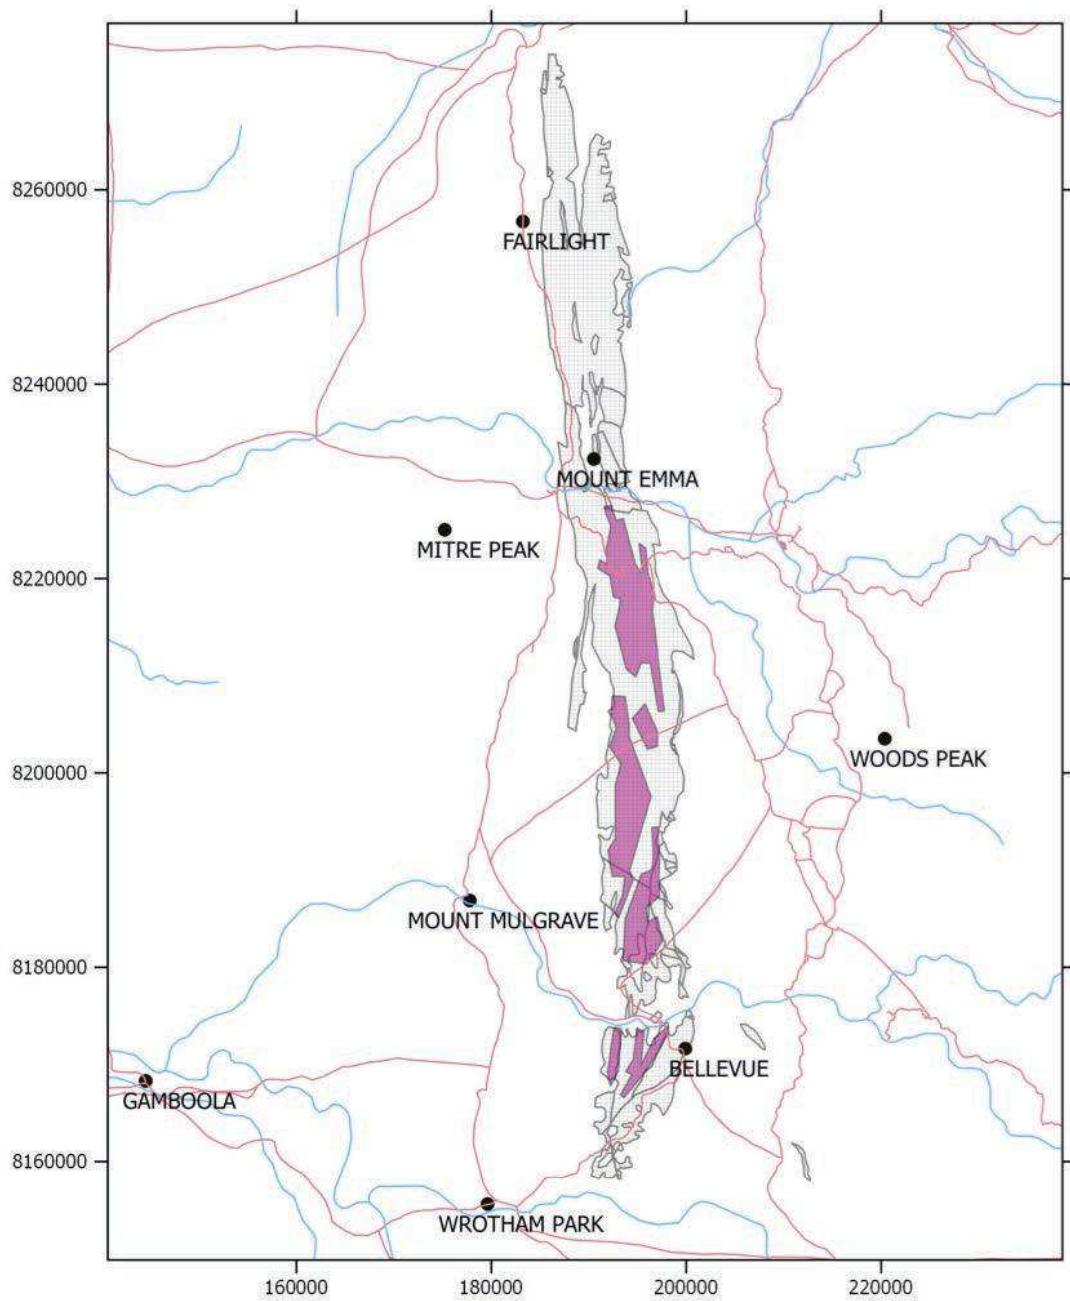 8260000
FAIRLIGHT
8240000
MOUNT EMMA
MITRE PEAK
8220000
WOODS PEAK
8200000
MOUNT MULGRAVE
8180000
BELLEVUE
GAMBOOLA
8160000
WROTHAM PARK
160000 180000 200000 220000